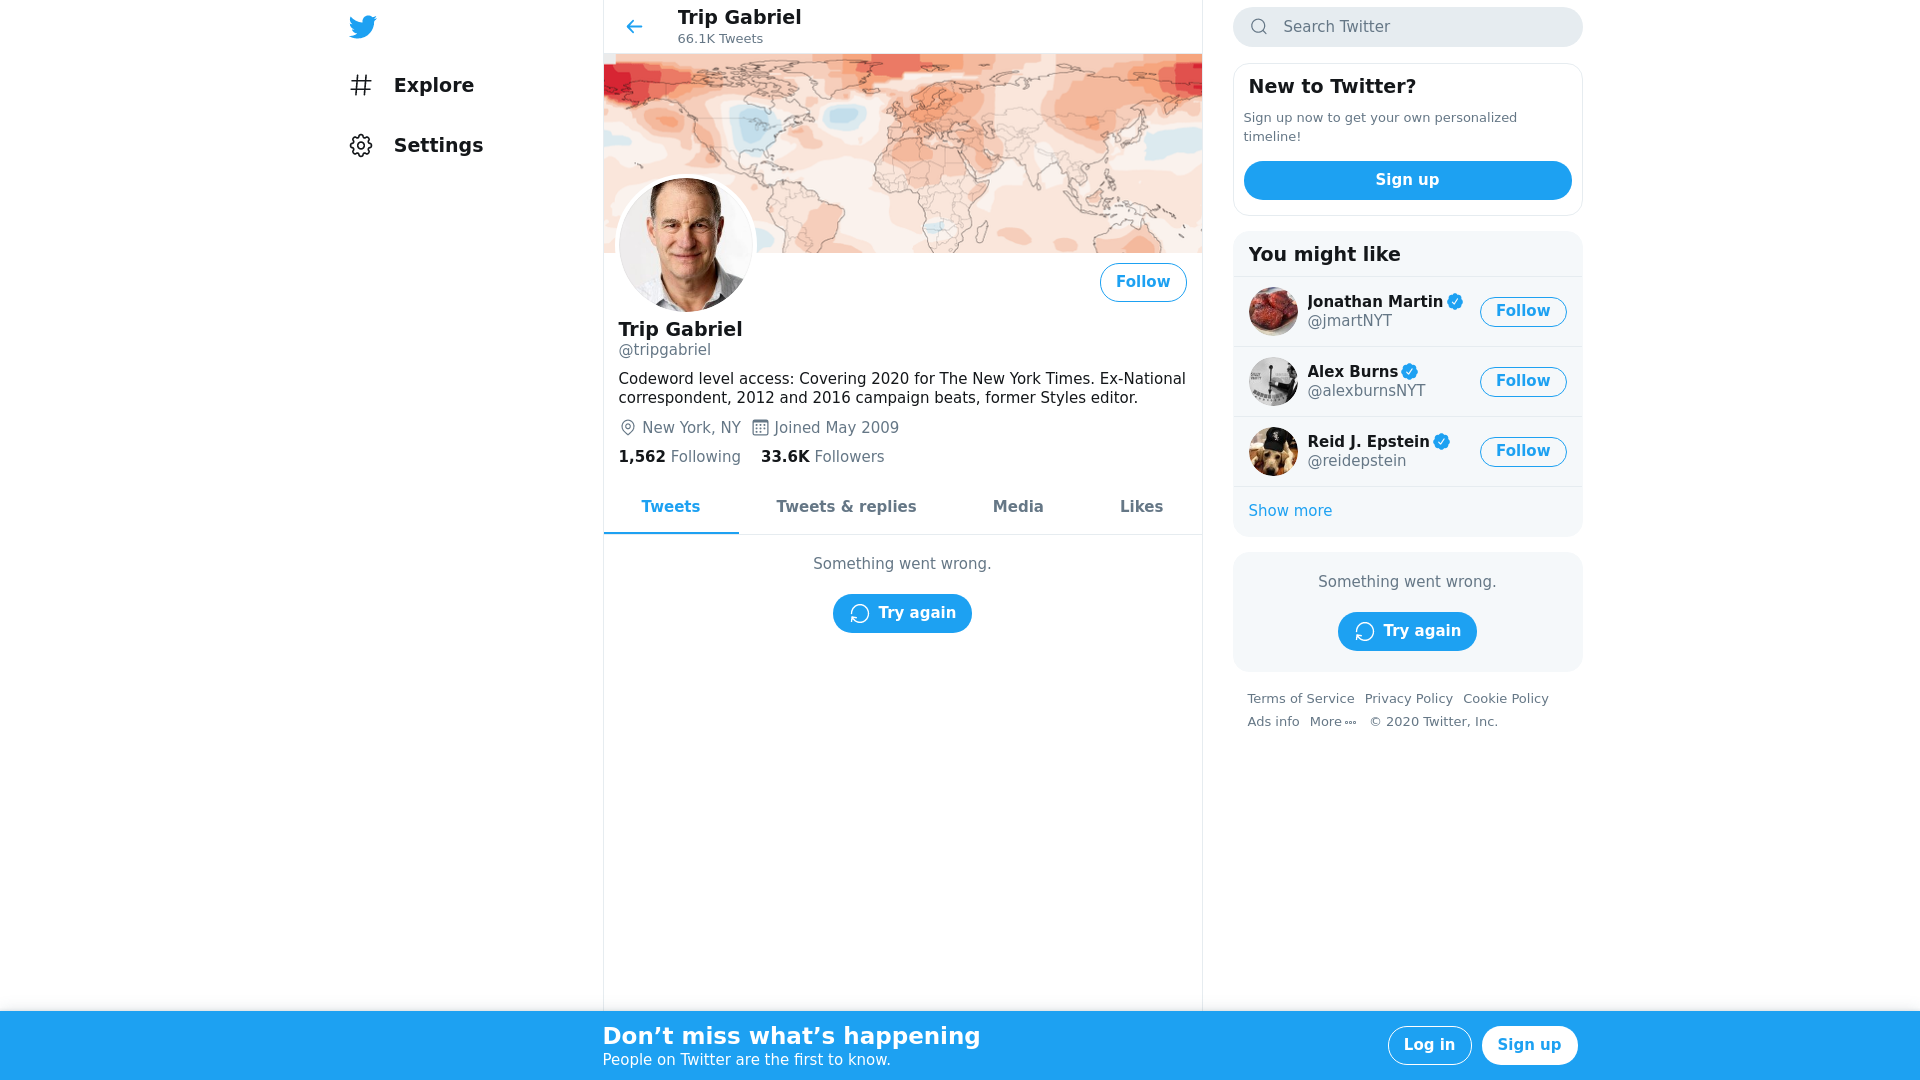 Explore
Settings
Trip Gabriel
66.1K Tweets
Follow
Trip Gabriel
@tripgabriel
Codeword level access: Covering 2020 for The New York Times. Ex-National
correspondent, 2012 and 2016 campaign beats, former Styles editor.
New York, NY Joined May 2009
1,562 Following 33.6K Followers
Tweets Tweets & replies Media Likes
Something went wrong.
Try again
Search Twitter
New to Twitter?
Sign up now to get your own personalized
timeline!
Sign up
You might like
Jonathan Martin
@jmartNYT
Follow
Alex Burns
@alexburnsNYT
Follow
Reid J. Epstein
@reidepstein
Follow
Show more
Something went wrong.
Try again
Terms of Service Privacy Policy Cookie Policy
Ads info More © 2020 Twitter, Inc.
Don’t miss what’s happening
People on Twitter are the first to know.
Log in Sign up